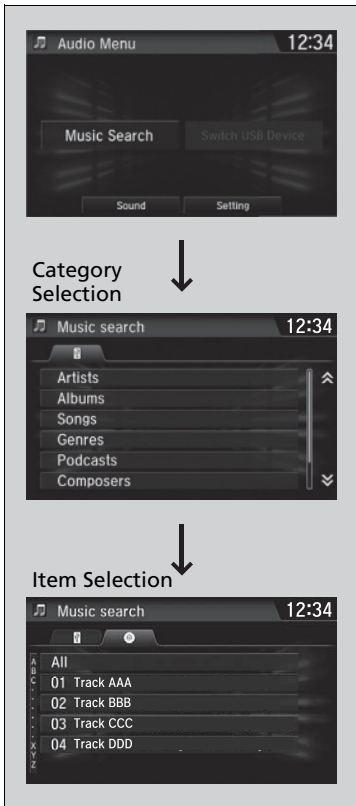 Audio Menu 12:34
Music Search Switch USB Device
Sound Setting
Category
Selection
Music search 12:34
Artists
Albums
Songs
Genres
Podcasts
Composers
Item Selection
Music search 12:34
A
B
C
All
01 Track AAA
02 Track BBB
03 Track CCC
04 Track DDD
X
Y
Z